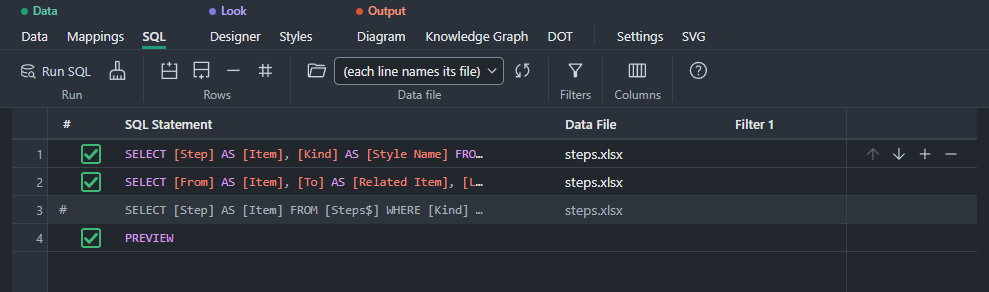 Data Look Output
Data Mappings SQL Designer Styles Diagram Knowledge Graph DOT Settings SVG
Run SQL (each line names its file)
Run Rows Data file Filters Columns
# SQL Statement Data File Filter 1
1 SELECT [Step] AS [Item], [Kind] AS [Style Name] FRO… steps.xlsx
2 SELECT [From] AS [Item], [To] AS [Related Item], [L… steps.xlsx
3 # SELECT [Step] AS [Item] FROM [Steps$] WHERE [Kind] … steps.xlsx
4 PREVIEW